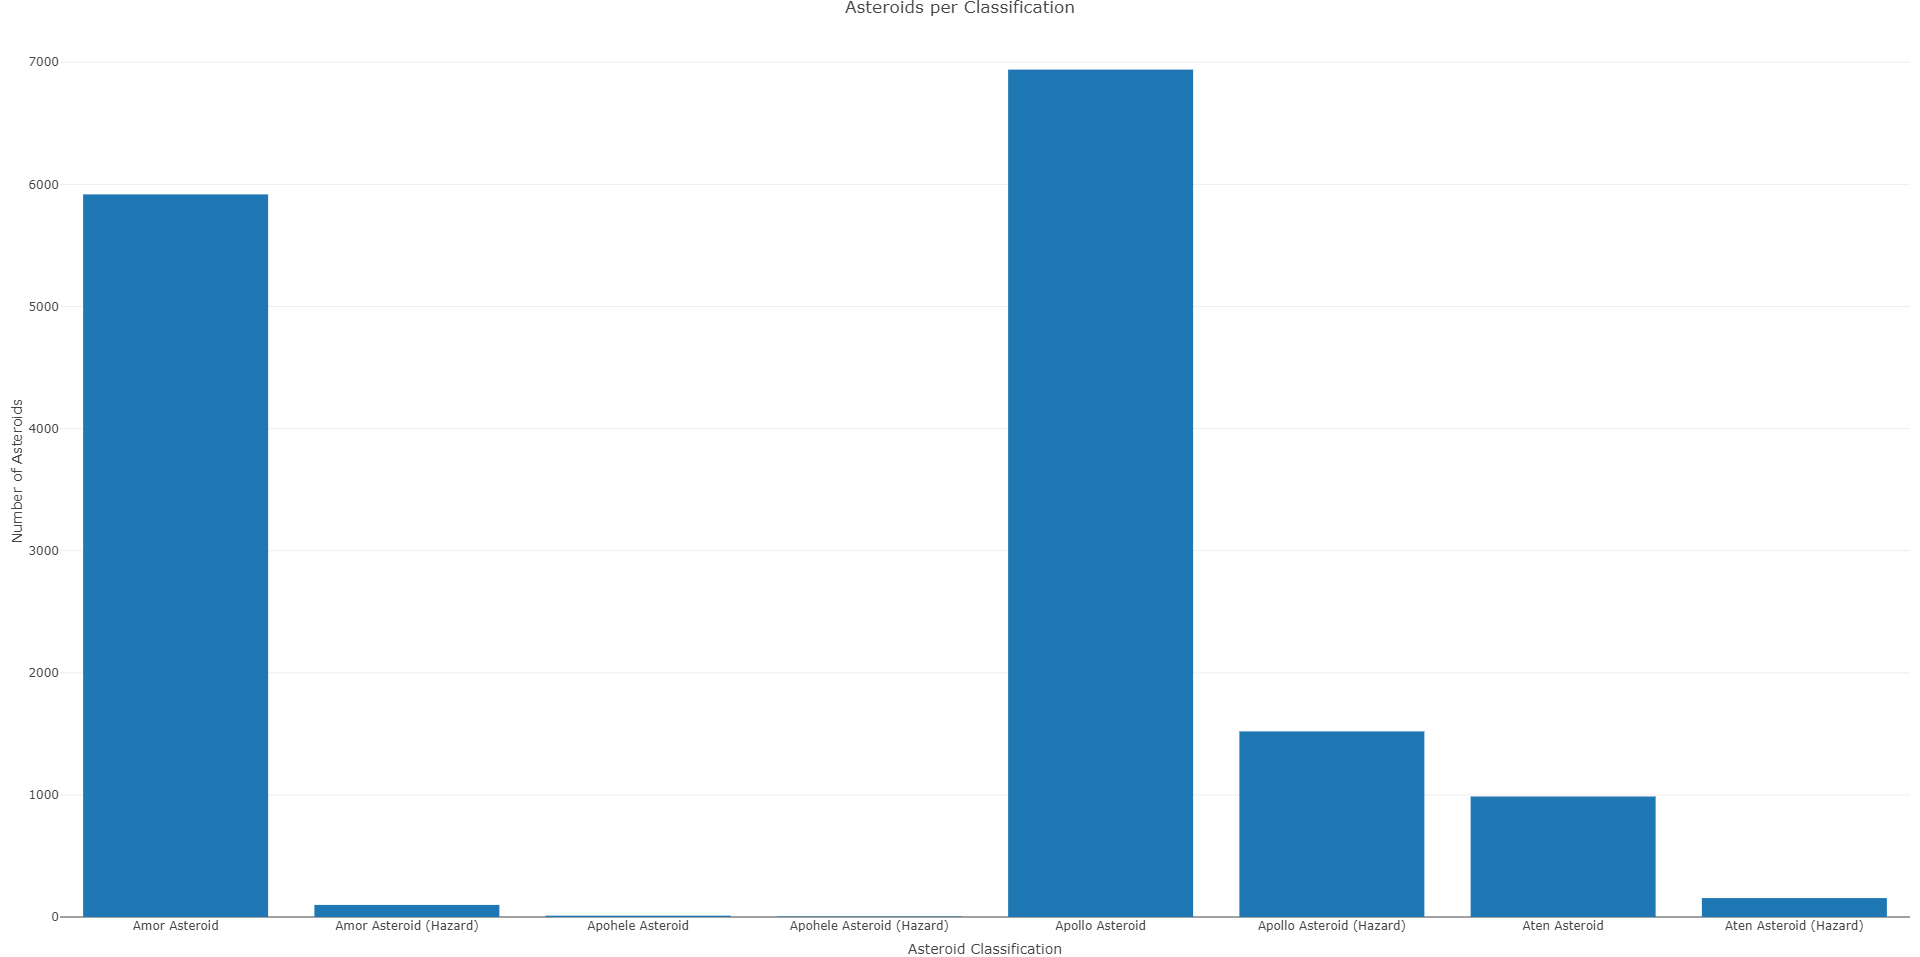 Asteroids per Classification
7000
6000
5000
4000
3000
2000
1000
0
Number of Asteroids
Amor Asteroid
Amor Asteroid (Hazard)
Apohele Asteroid
Apohele Asteroid (Hazard)
Apollo Asteroid
Apollo Asteroid (Hazard)
Aten Asteroid
Aten Asteroid (Hazard)
Asteroid Classification